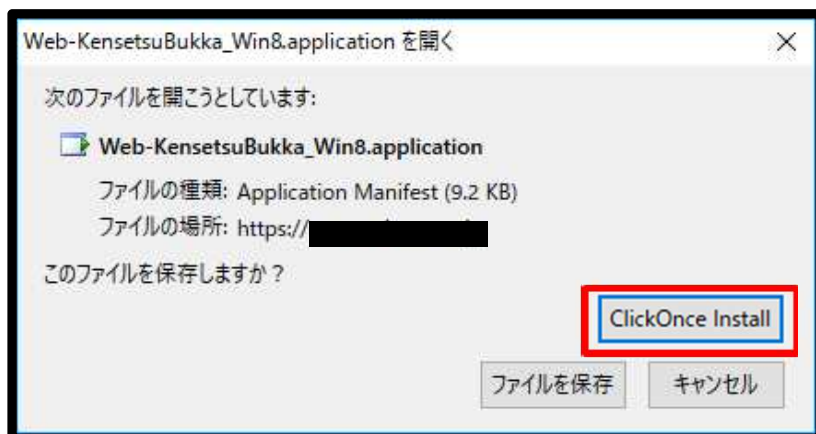 Web-KensetsuBukka_Win8.application を開く
次のファイルを開こうとしています:
Web-KensetsuBukka_Win8.application
ファイルの種類: Application Manifest (9.2 KB)
ファイルの場所: https://
このファイルを保存しますか？
ClickOnce Install
ファイルを保存 キャンセル